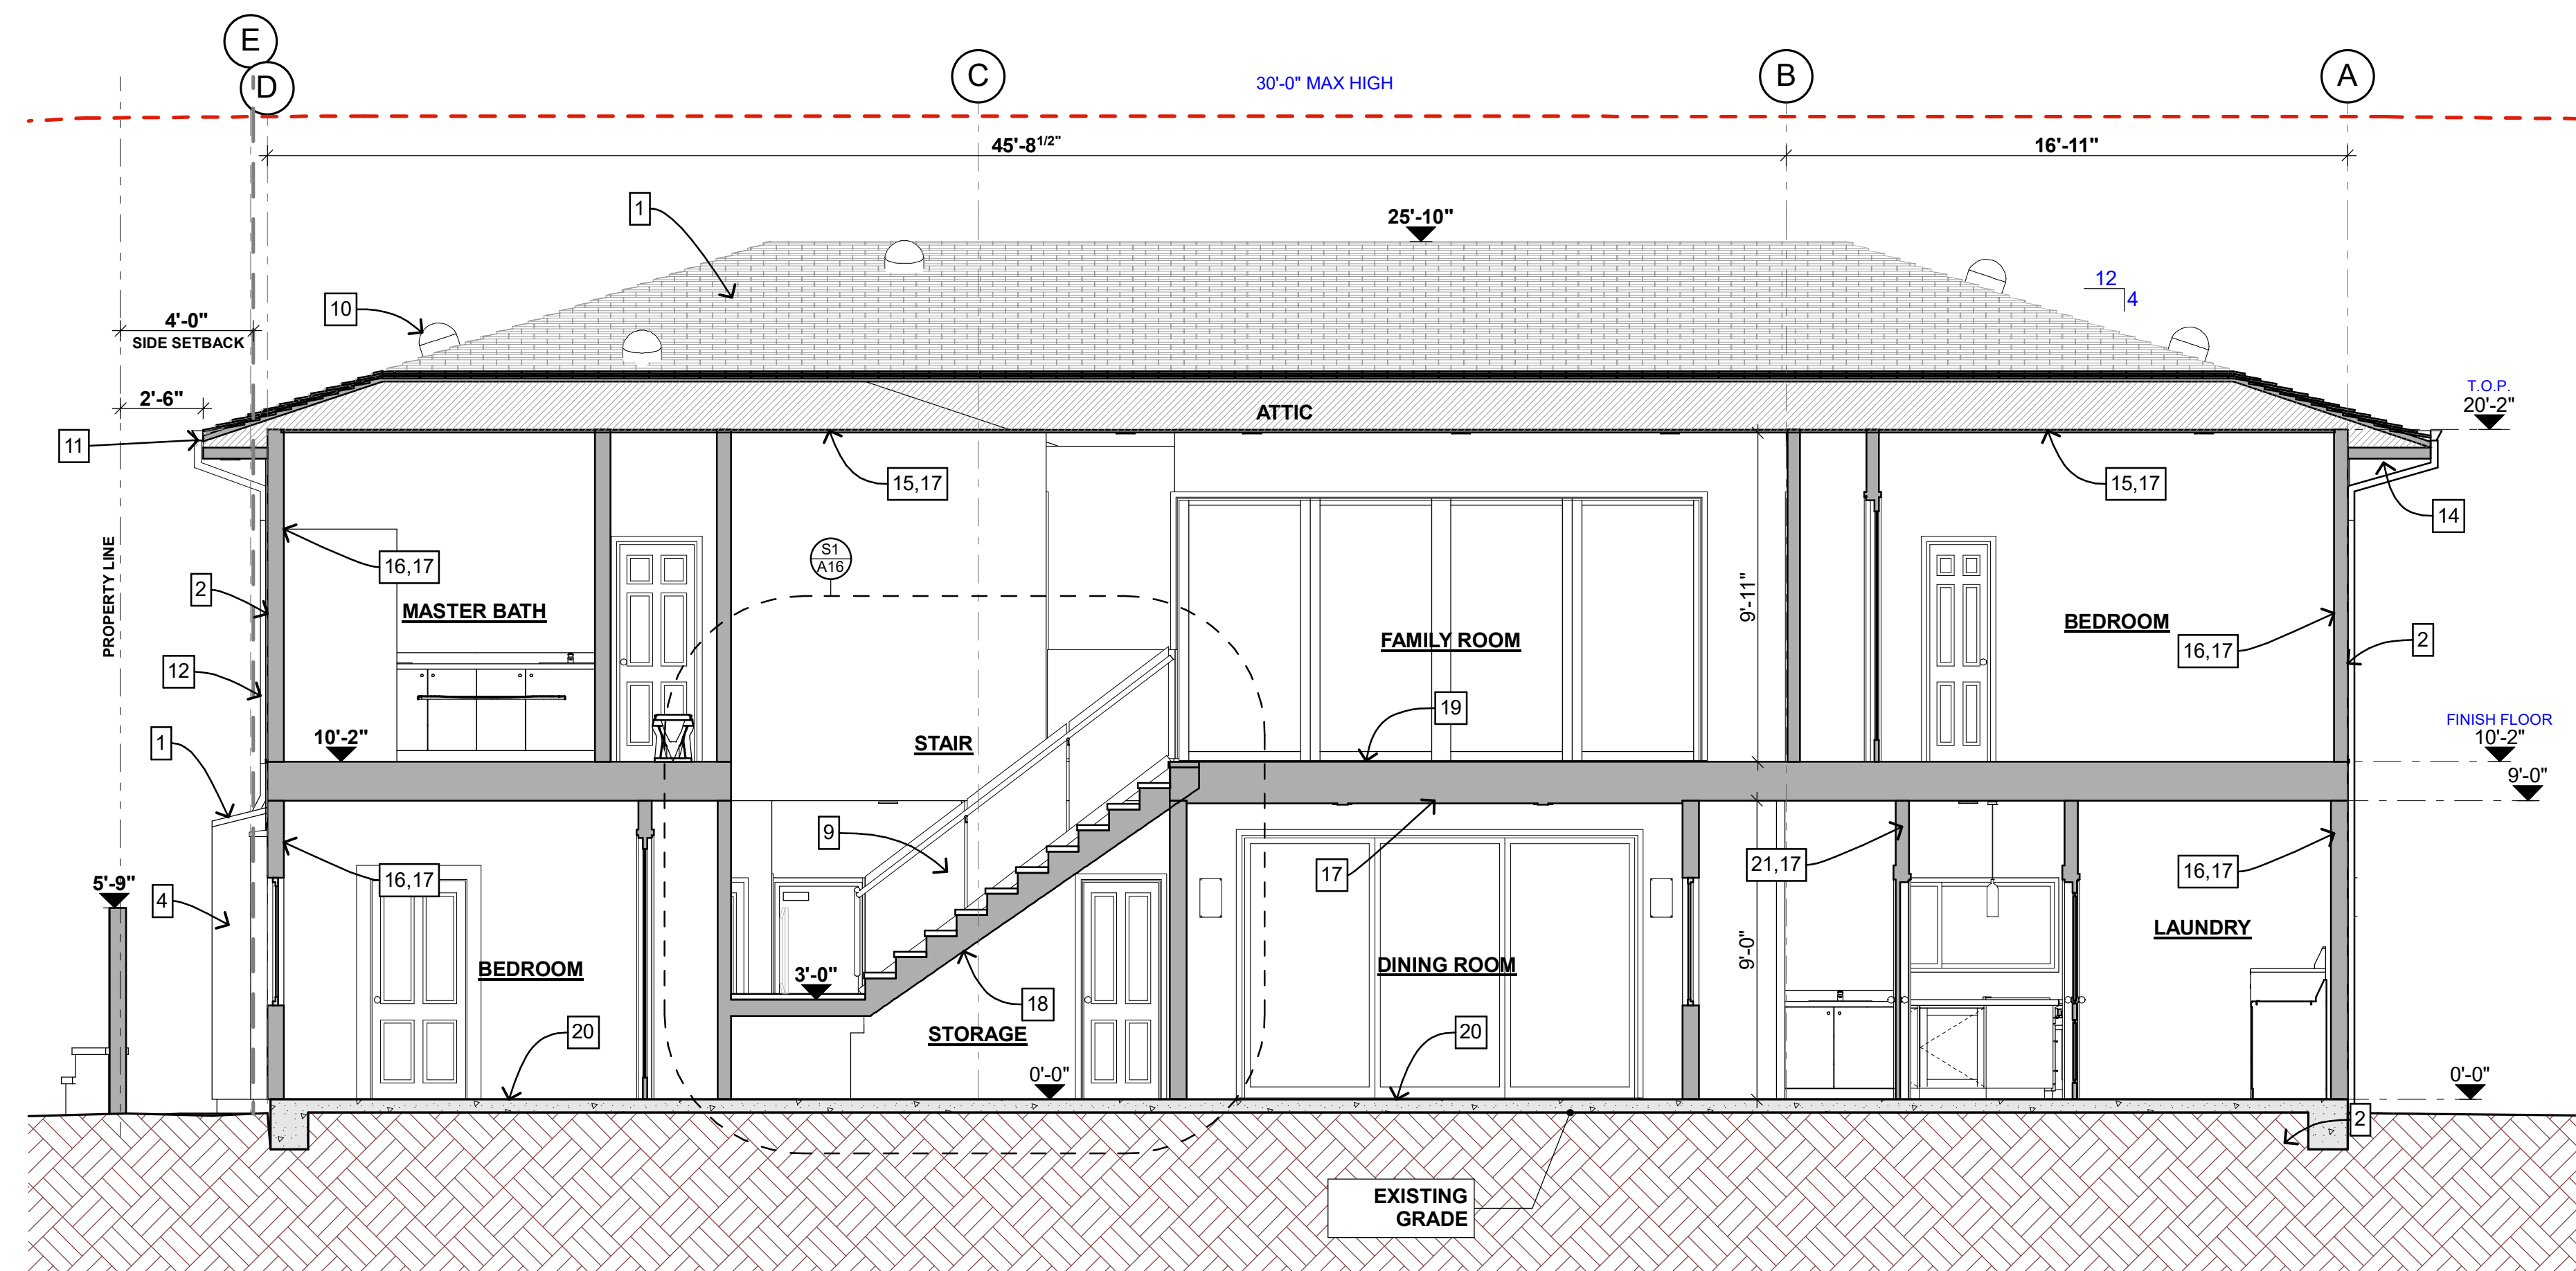 E
D
C
B
A
30'-0" MAX HIGH
45'-8 1/2"
16'-11"
1
25'-10"
12
4
10
4'-0"
SIDE SETBACK
2'-6"
ATTIC
T.O.P.
20'-2"
11
15,17
15,17
14
S1
A16
PROPERTY LINE
16,17
2
MASTER BATH
9'-11"
FAMILY ROOM
BEDROOM
16,17
2
12
19
FINISH FLOOR
10'-2"
1
10'-2"
STAIR
9'-0"
9
16,17
17
21,17
16,17
5'-9"
4
LAUNDRY
9'-0"
BEDROOM
3'-0"
DINING ROOM
18
20
STORAGE
20
0'-0"
0'-0"
2
EXISTING
GRADE